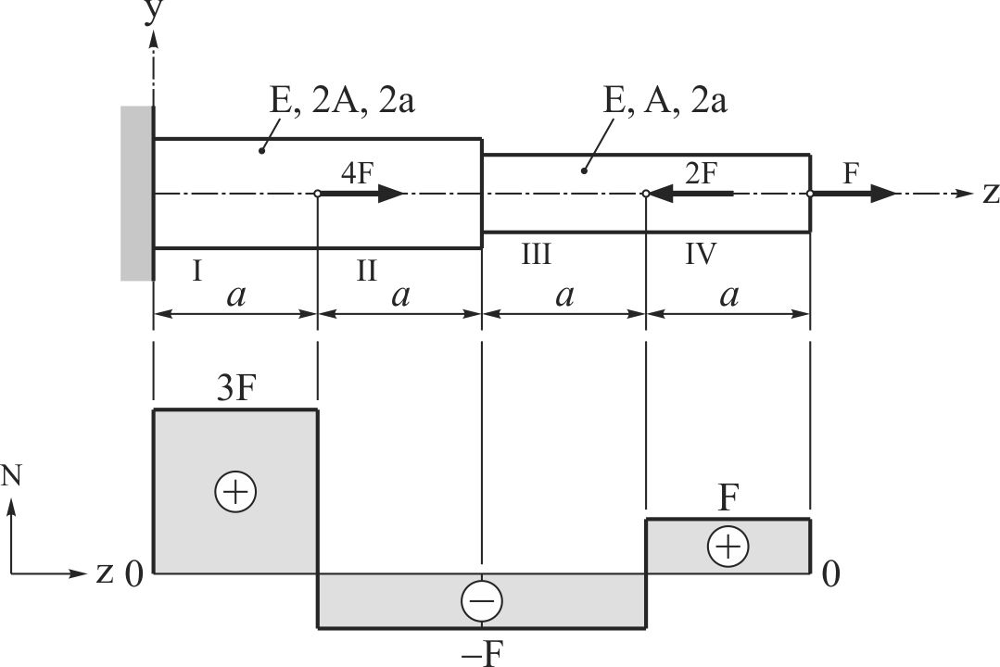 y
E, 2A, 2a
E, A, 2a
4F
2F
F
z
I
II
III
IV
a
a
a
a
3F
N
+
F
+
z 0
0
−
−F